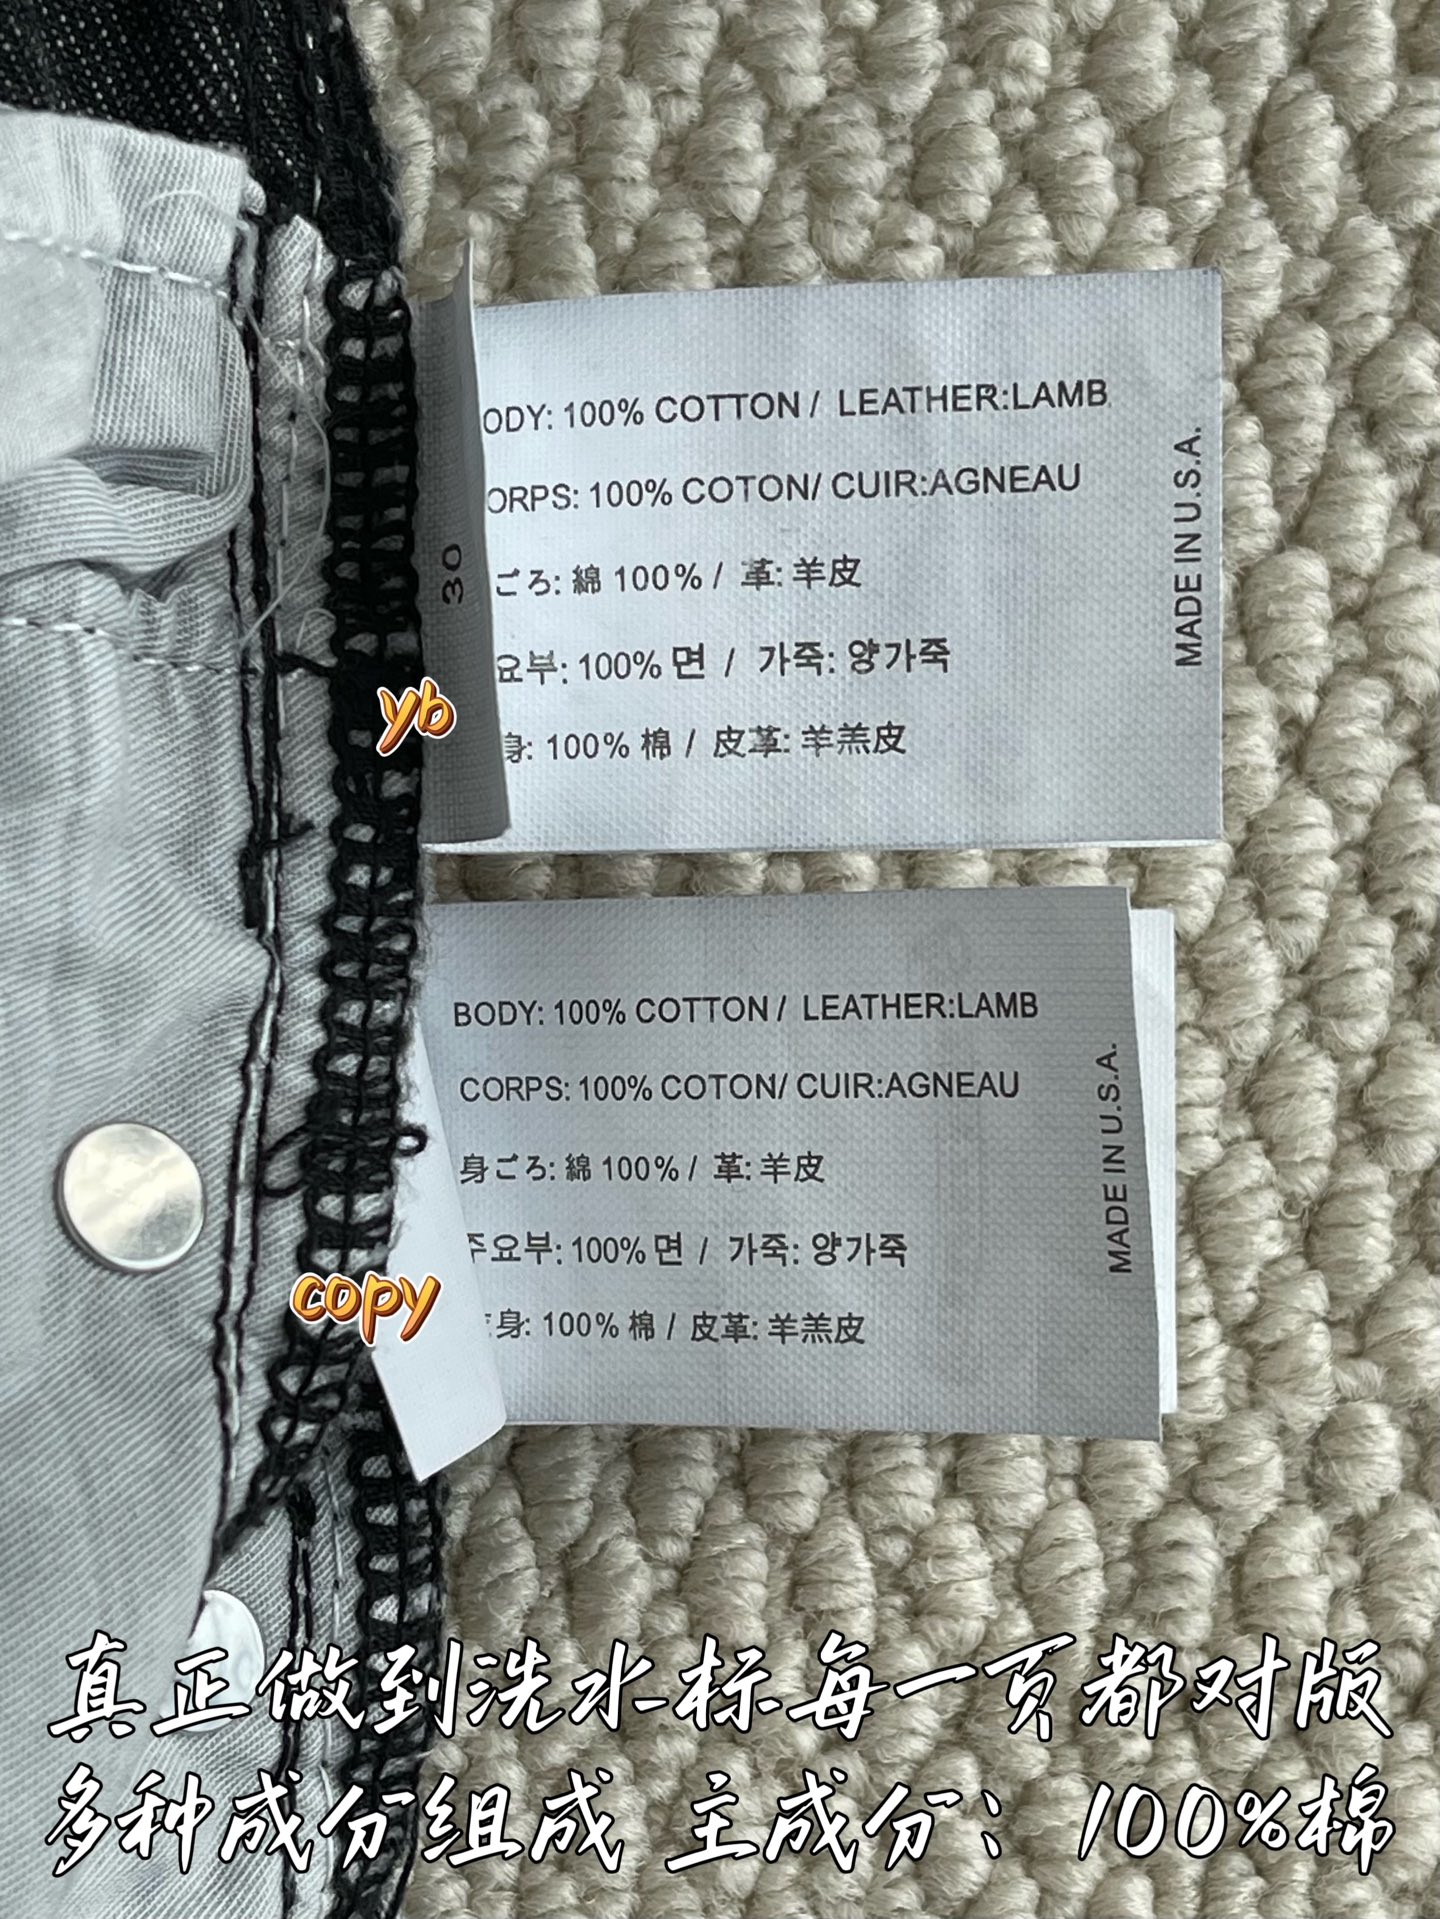 ODY: 100% COTTON / LEATHER:LAMB
ORPS: 100% COTON/ CUIR:AGNEAU
ごろ: 綿 100% / 革: 羊皮
요부: 100% 면 / 가죽: 양가죽
身: 100% 棉 / 皮革: 羊羔皮
MADE IN U.S.A.
30
yb
BODY: 100% COTTON / LEATHER:LAMB
CORPS: 100% COTON/ CUIR:AGNEAU
身ごろ: 綿 100% / 革: 羊皮
주요부: 100% 면 / 가죽: 양가죽
身: 100% 棉 / 皮革: 羊羔皮
MADE IN U.S.A.
copy
真正做到洗水标每一页都对版
多种成分组成 主成分：100%棉